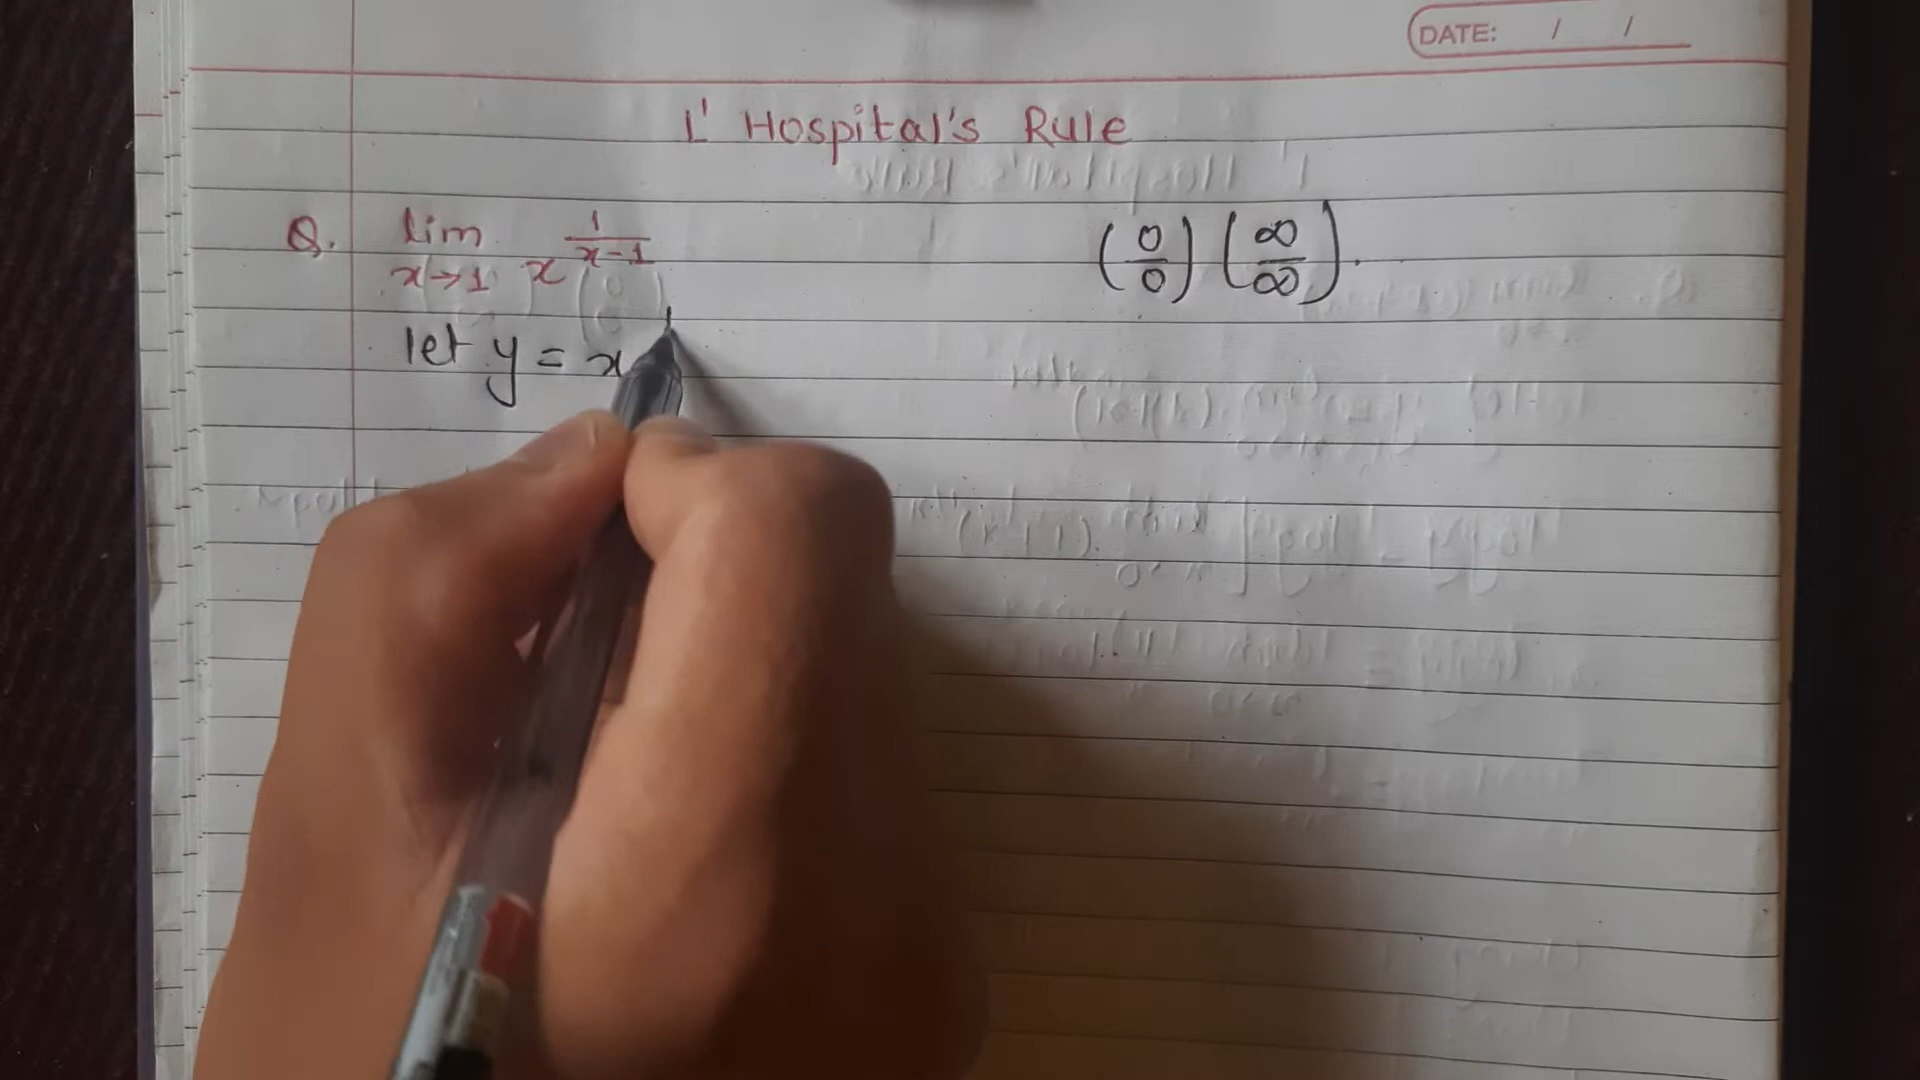 DATE: / /
L' Hospital's Rule
Q. lim x→1 x^(1/(x-1)) (0/0) (∞/∞).
let y = x